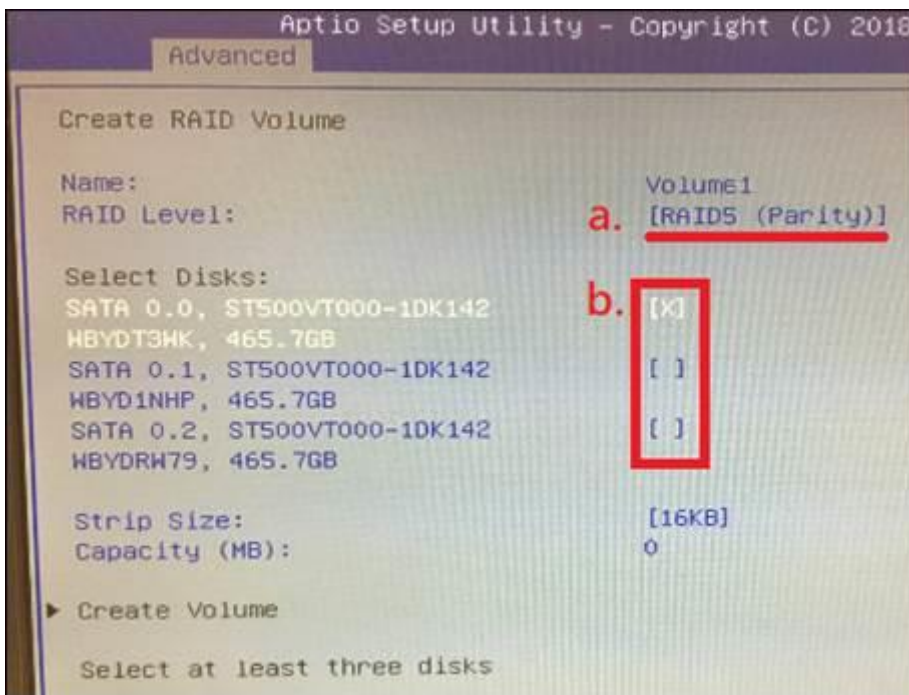 Aptio Setup Utility - Copyright (C) 2018
Advanced
Create RAID Volume
Name: Volume1
RAID Level: a. [RAID5 (Parity)]
Select Disks:
SATA 0.0, ST500VT000-1DK142 b. [X]
WBYDT3WK, 465.7GB
SATA 0.1, ST500VT000-1DK142 [ ]
WBYD1NHP, 465.7GB
SATA 0.2, ST500VT000-1DK142 [ ]
WBYDRW79, 465.7GB
Strip Size: [16KB]
Capacity (MB): 0
▶ Create Volume
Select at least three disks